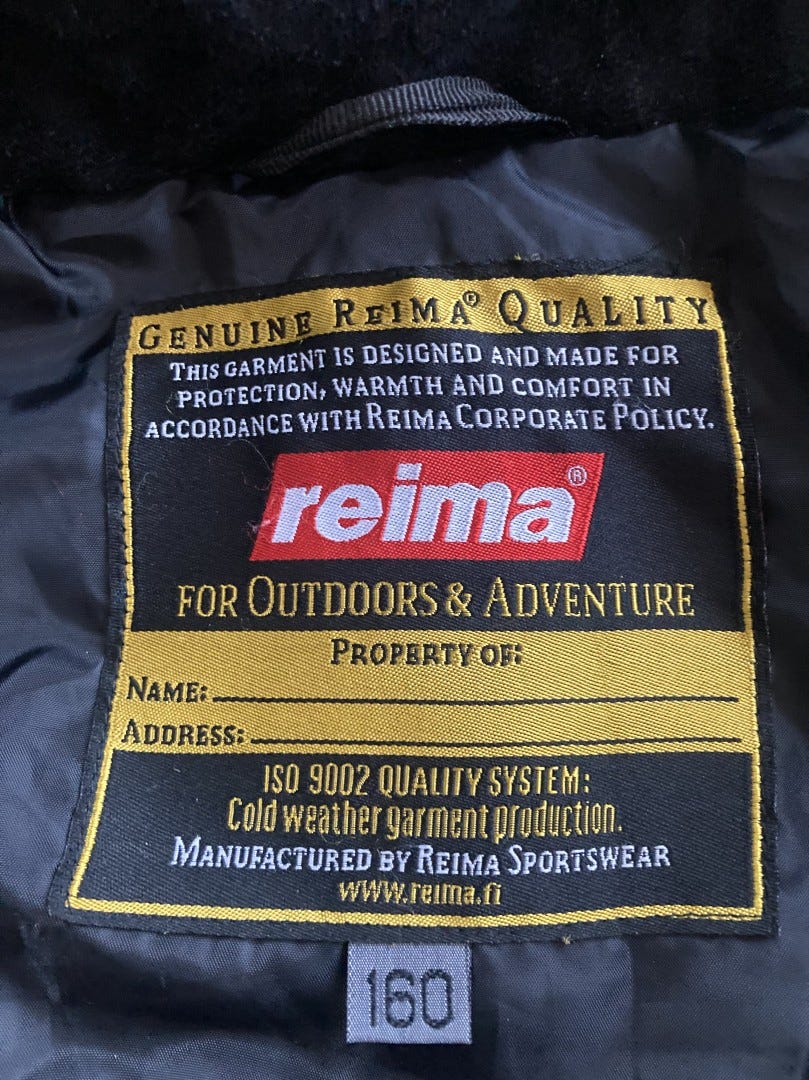 GENUINE REIMA® QUALITY
THIS GARMENT IS DESIGNED AND MADE FOR
PROTECTION, WARMTH AND COMFORT IN
ACCORDANCE WITH REIMA CORPORATE POLICY.
reima®
FOR OUTDOORS & ADVENTURE
PROPERTY OF:
NAME:
ADDRESS:
ISO 9002 QUALITY SYSTEM:
Cold weather garment production.
MANUFACTURED BY REIMA SPORTSWEAR
www.reima.fi
160